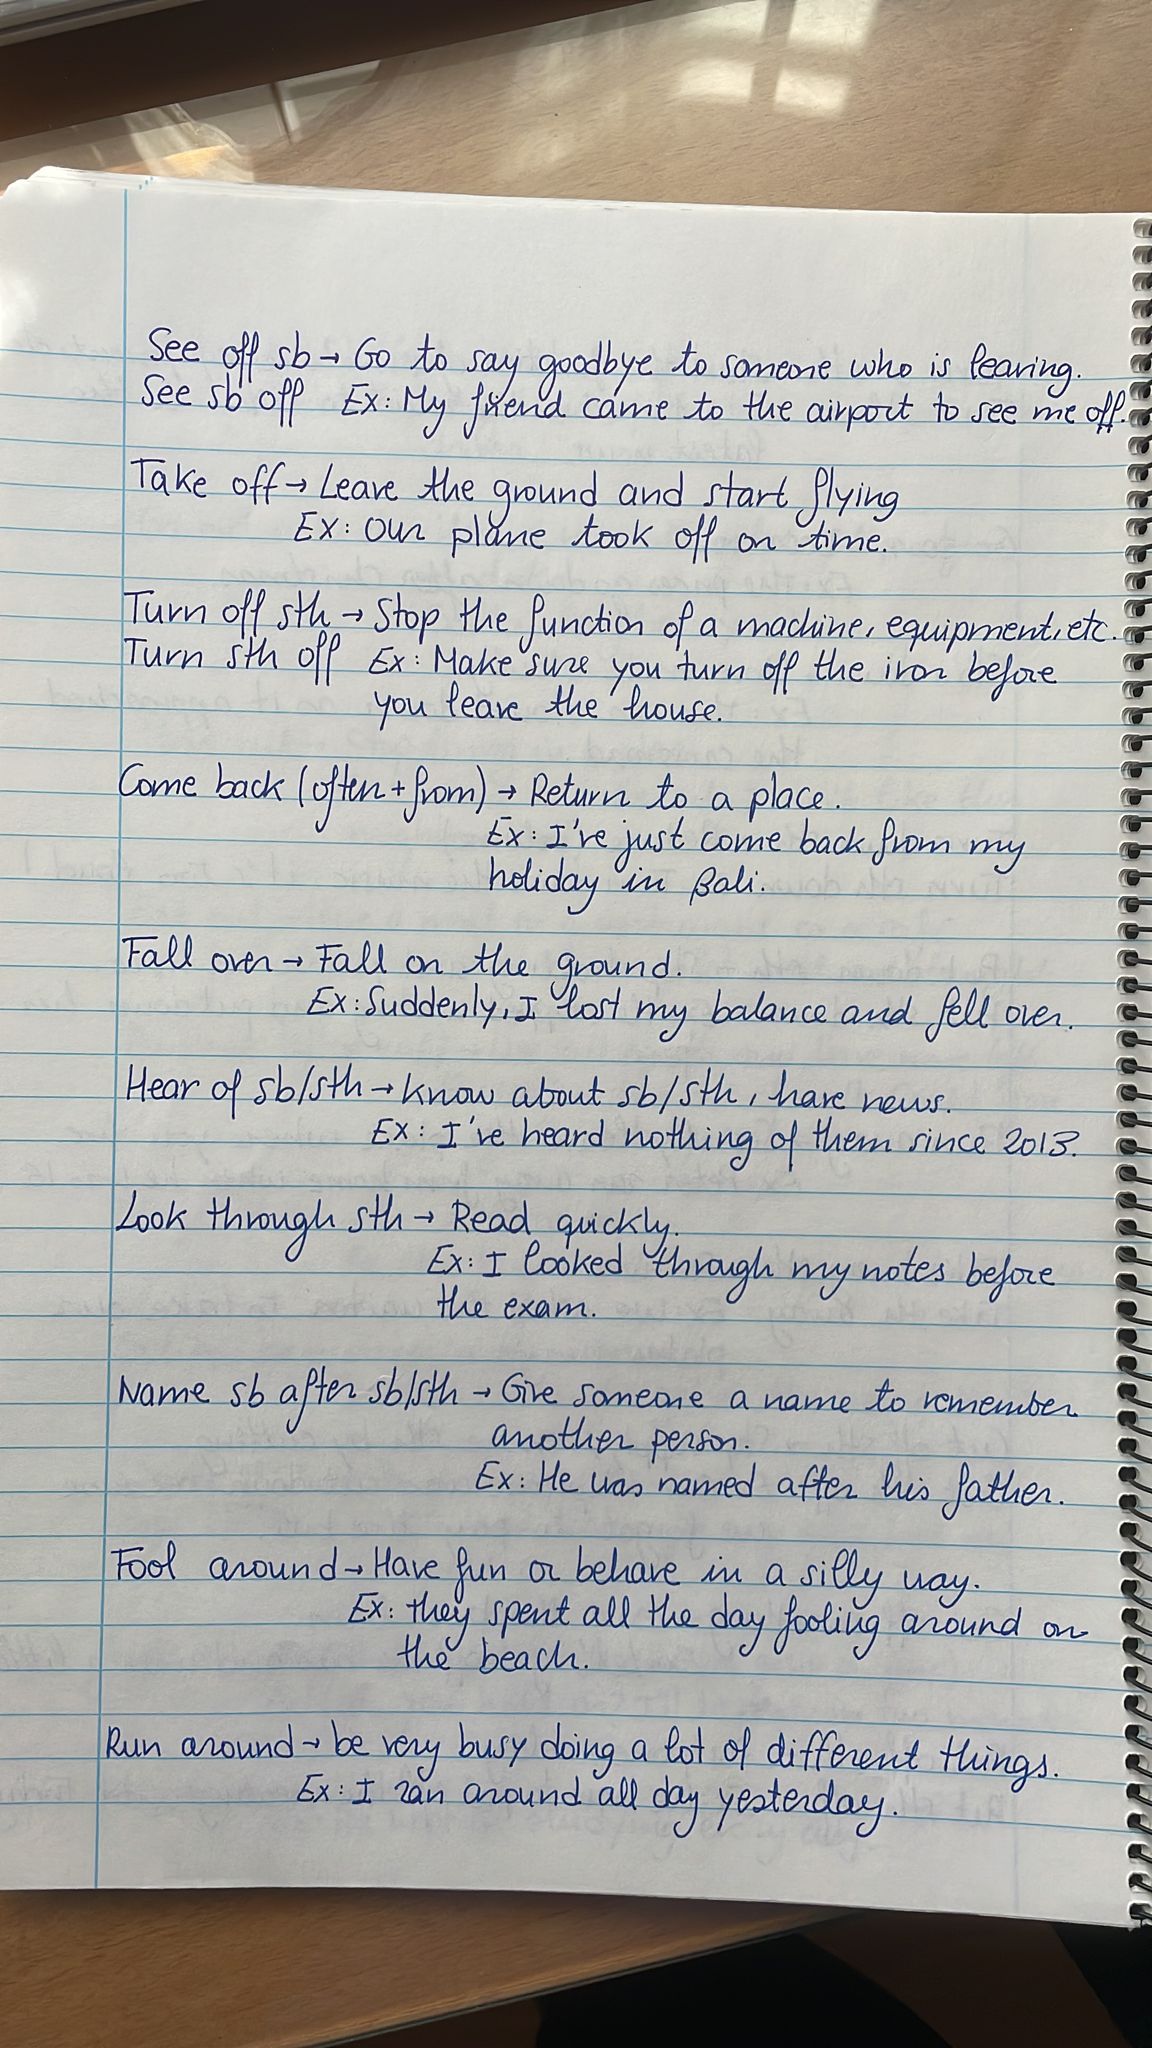 See off sb → Go to say goodbye to someone who is leaving.
See sb off Ex: My friend came to the airport to see me off.
Take off → Leave the ground and start flying
Ex: Our plane took off on time.
Turn off sth → Stop the function of a machine, equipment, etc.
Turn sth off Ex: Make sure you turn off the iron before
you leave the house.
Come back (often + from) → Return to a place.
Ex: I've just come back from my
holiday in Bali.
Fall over → Fall on the ground.
Ex: Suddenly, I lost my balance and fell over.
Hear of sb/sth → Know about sb/sth, have news.
Ex: I've heard nothing of them since 2013.
Look through sth → Read quickly.
Ex: I looked through my notes before
the exam.
Name sb after sb/sth → Give someone a name to remember
another person.
Ex: He was named after his father.
Fool around → Have fun or behave in a silly way.
Ex: they spent all the day fooling around on
the beach.
Run around → be very busy doing a lot of different things.
Ex: I ran around all day yesterday.